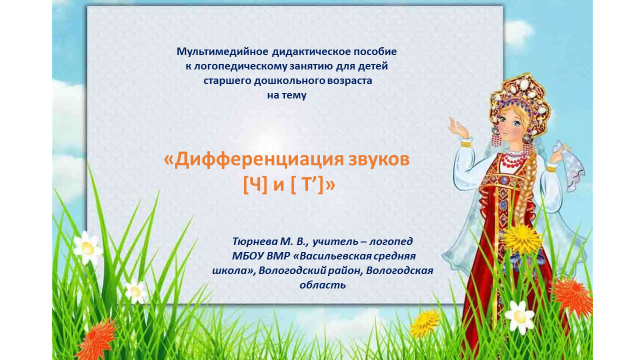 Мультимедийное дидактическое пособие
к логопедическому занятию для детей
старшего дошкольного возраста
на тему
«Дифференциация звуков
[Ч] и [ Т’]»
Тюрнева М. В., учитель – логопед
МБОУ ВМР «Васильевская средняя
школа», Вологодский район, Вологодская
область